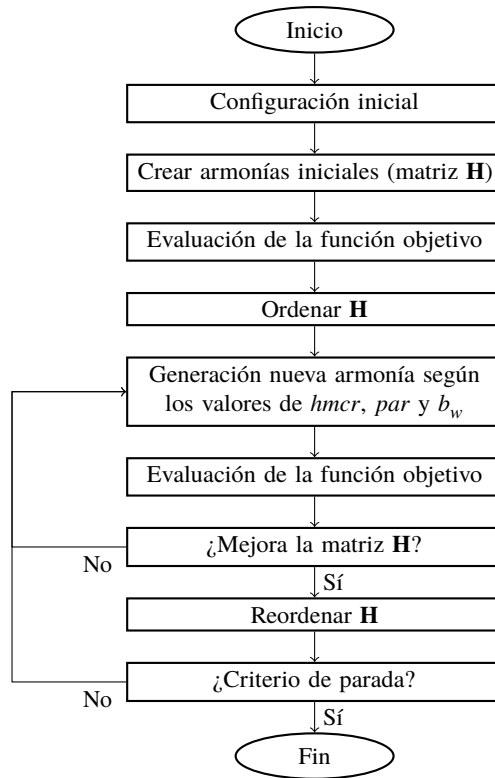 Inicio
Configuración inicial
Crear armonías iniciales (matriz H)
Evaluación de la función objetivo
Ordenar H
Generación nueva armonía según
los valores de hmcr, par y b_w
Evaluación de la función objetivo
¿Mejora la matriz H?
No
Sí
Reordenar H
¿Criterio de parada?
No
Sí
Fin